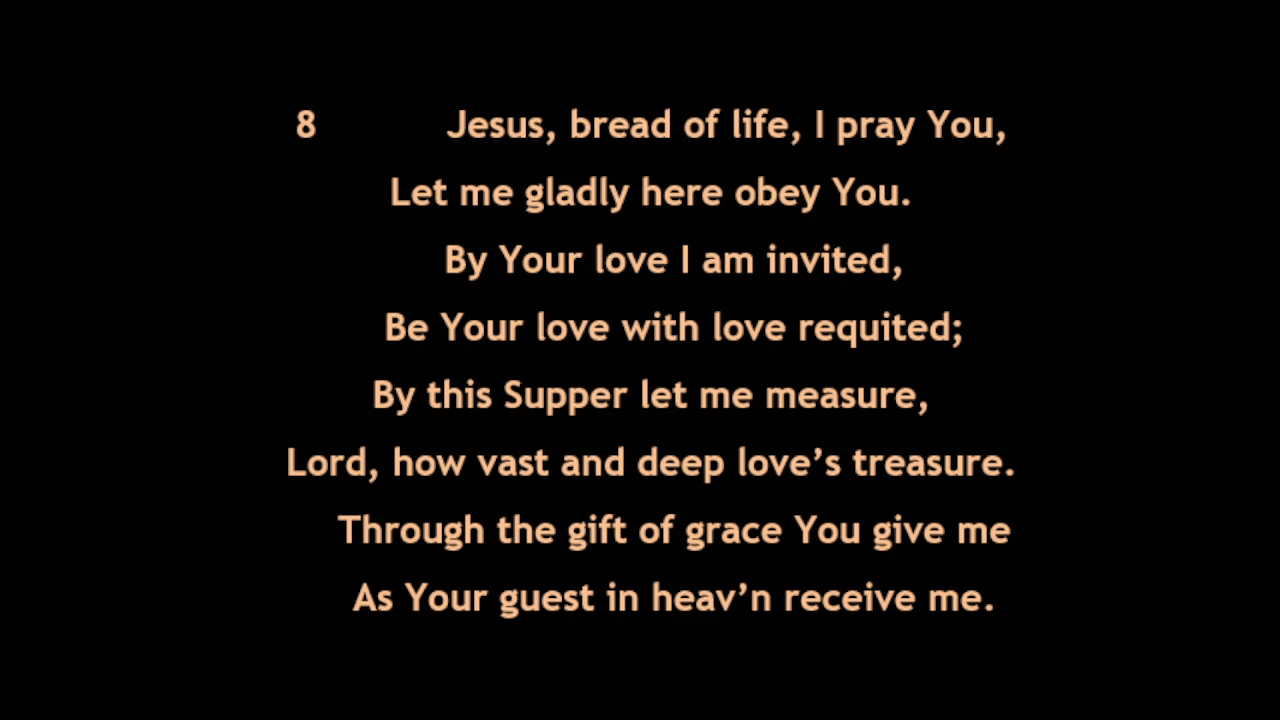 8 Jesus, bread of life, I pray You,
Let me gladly here obey You.
By Your love I am invited,
Be Your love with love requited;
By this Supper let me measure,
Lord, how vast and deep love’s treasure.
Through the gift of grace You give me
As Your guest in heav’n receive me.